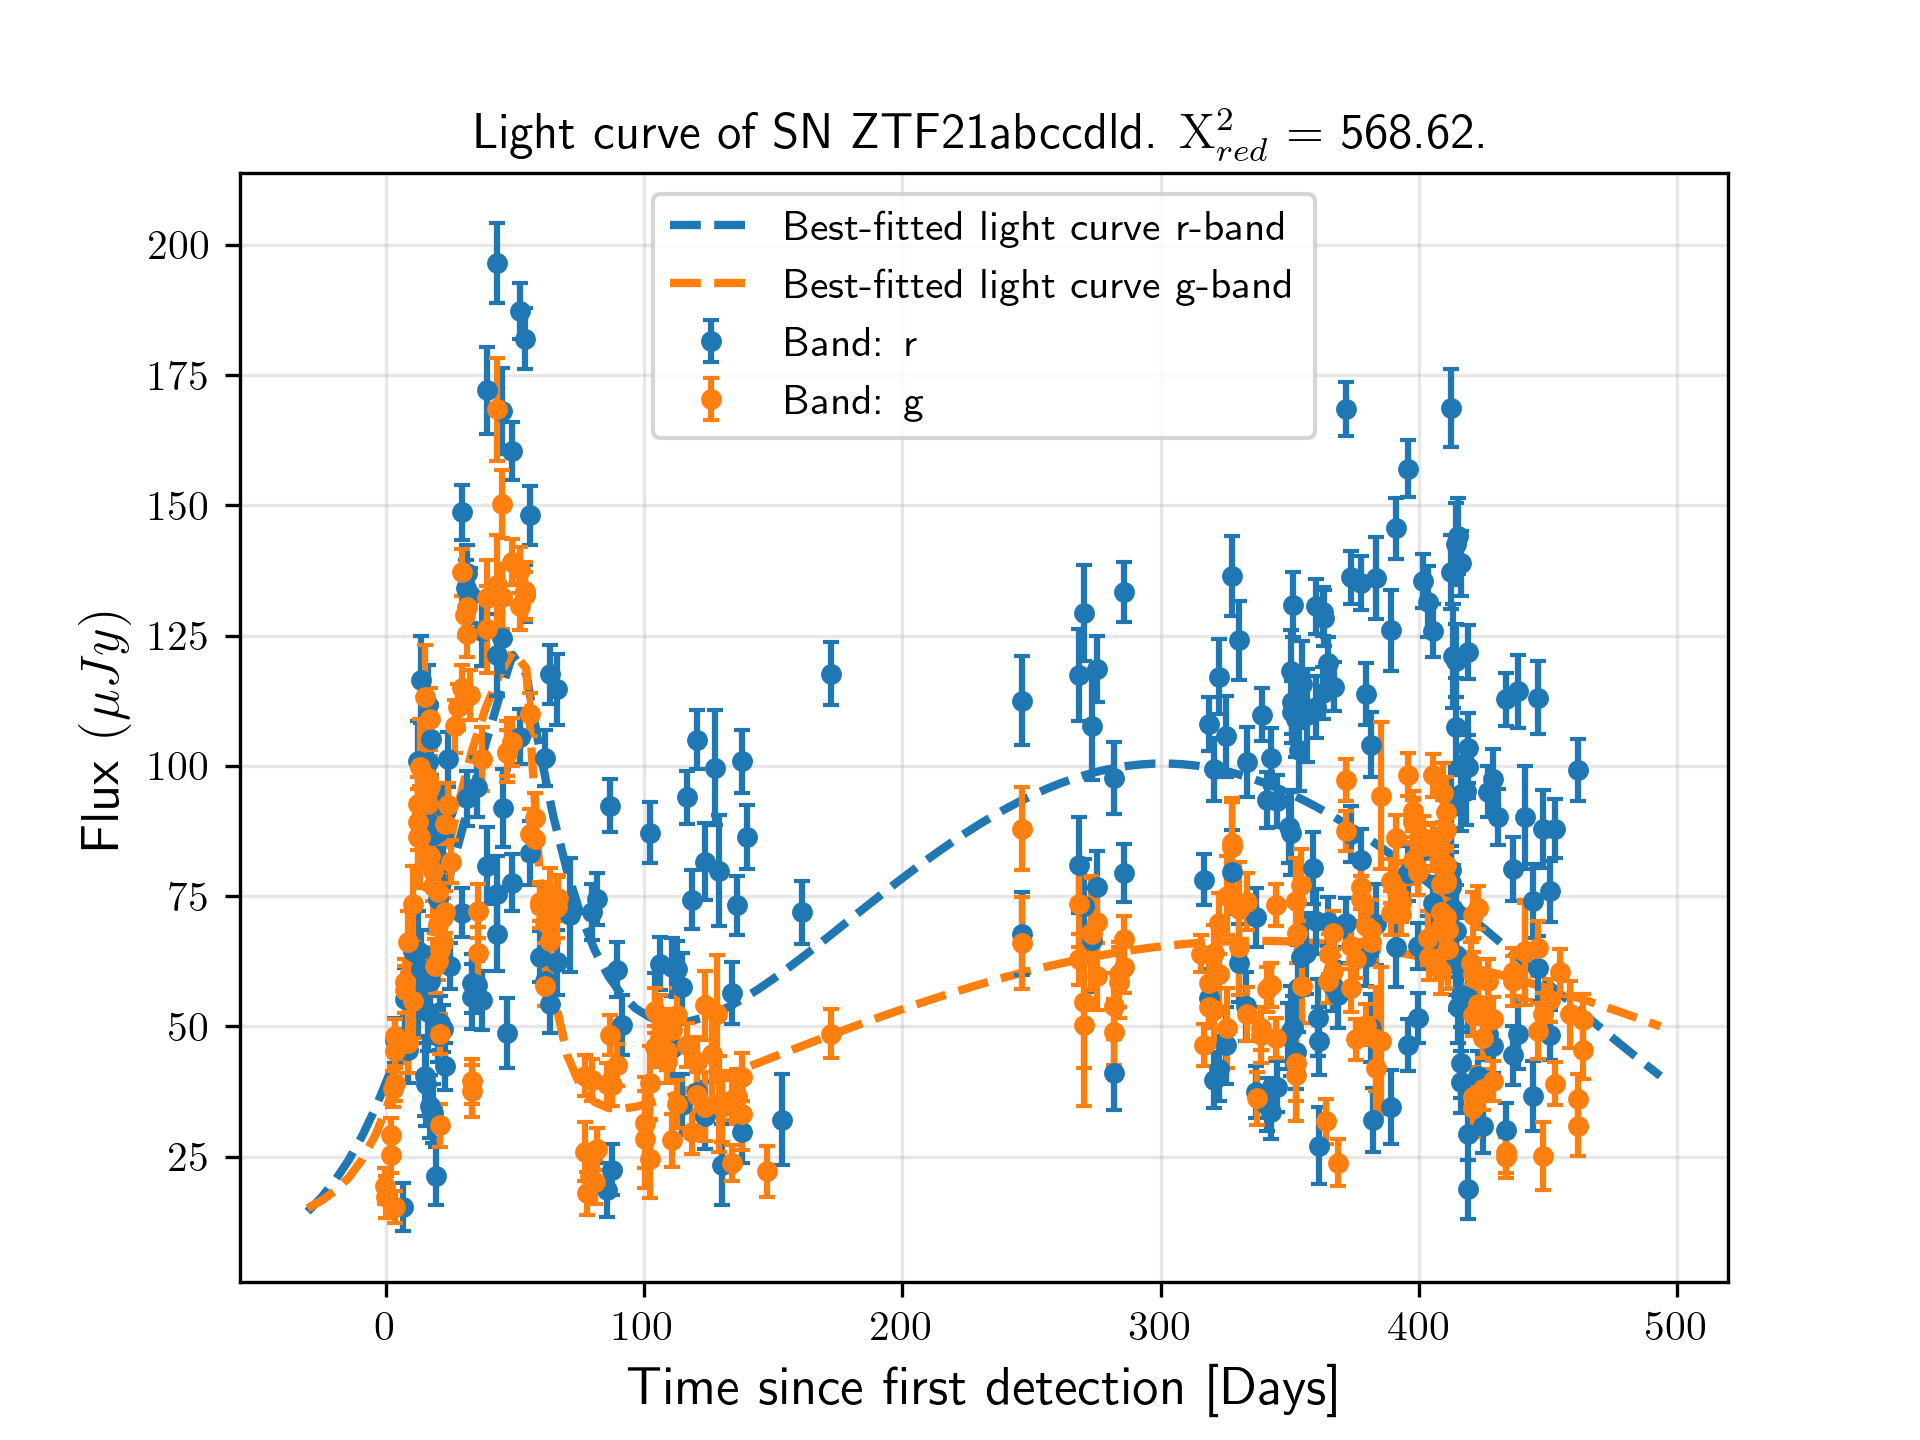 Light curve of SN ZTF21abccdld. X²_red = 568.62.
Best-fitted light curve r-band
Best-fitted light curve g-band
Band: r
Band: g
200
175
150
125
100
75
50
25
Flux (μJy)
0 100 200 300 400 500
Time since first detection [Days]